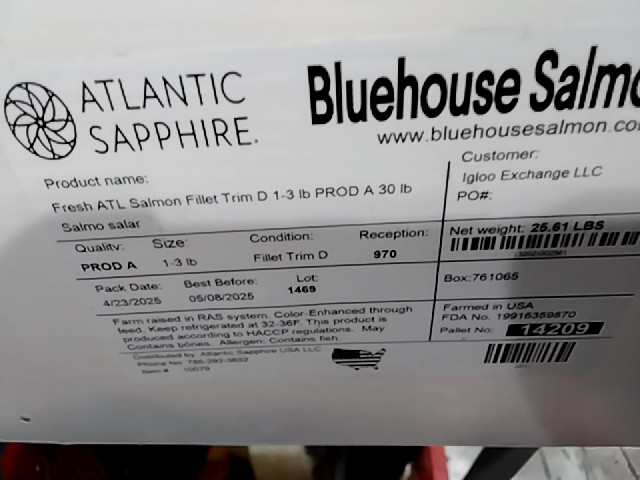 ATLANTIC
SAPPHIRE.
Bluehouse Salmo
www.bluehousesalmon.co
Product name:
Fresh ATL Salmon Fillet Trim D 1-3 lb PROD A 30 lb
Salmo salar
Customer:
Igloo Exchange LLC
PO#:
Quality: Size: Condition: Reception:
PROD A 1-3 lb Fillet Trim D 970
Net weight: 25.61 LBS
Pack Date: Best Before: Lot:
4/23/2025 05/08/2025 1469
Box:761065
Farm raised in RAS system. Color-Enhanced through
feed. Keep refrigerated at 32-36F. This product is
produced according to HACCP regulations. May
Contains bones. Allergen: Contains fish.
Farmed in USA
FDA No. 19916359870
Pallet No: 14209
Distributed by: Atlantic Sapphire USA LLC
Phone No:
Item # 10079